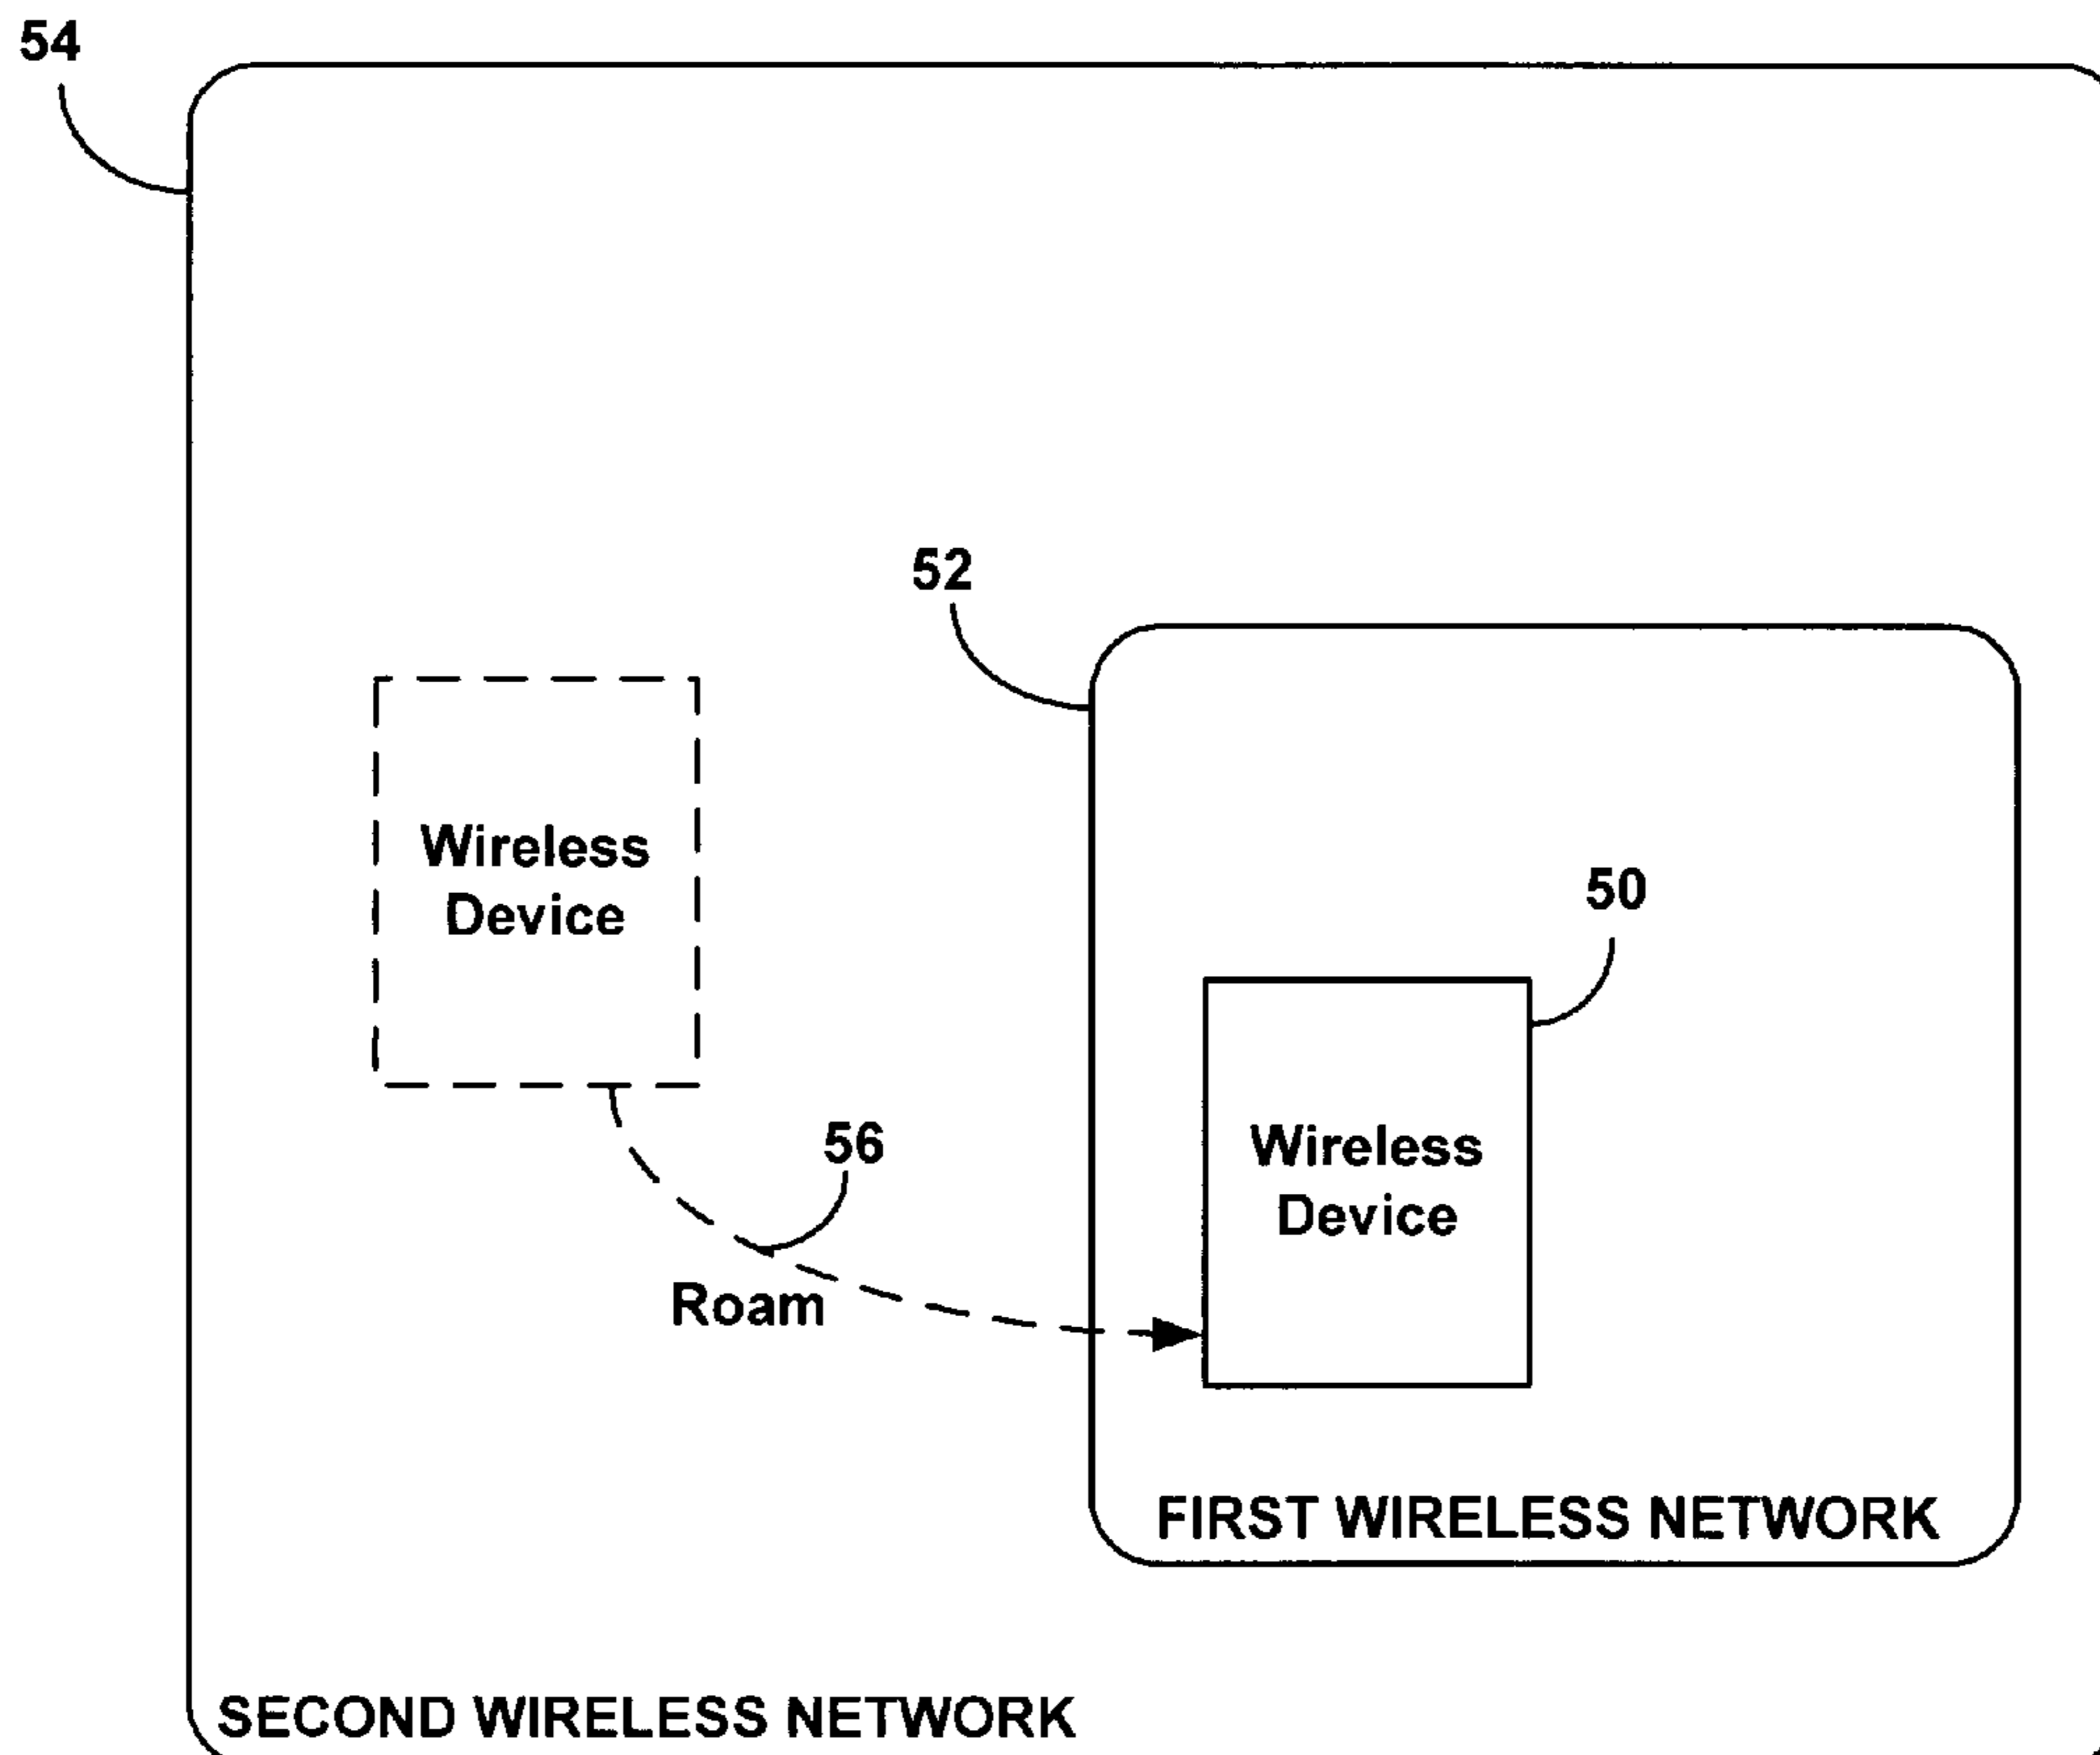 54
52
Wireless
Device
50
Wireless
Device
56
Roam
FIRST WIRELESS NETWORK
SECOND WIRELESS NETWORK